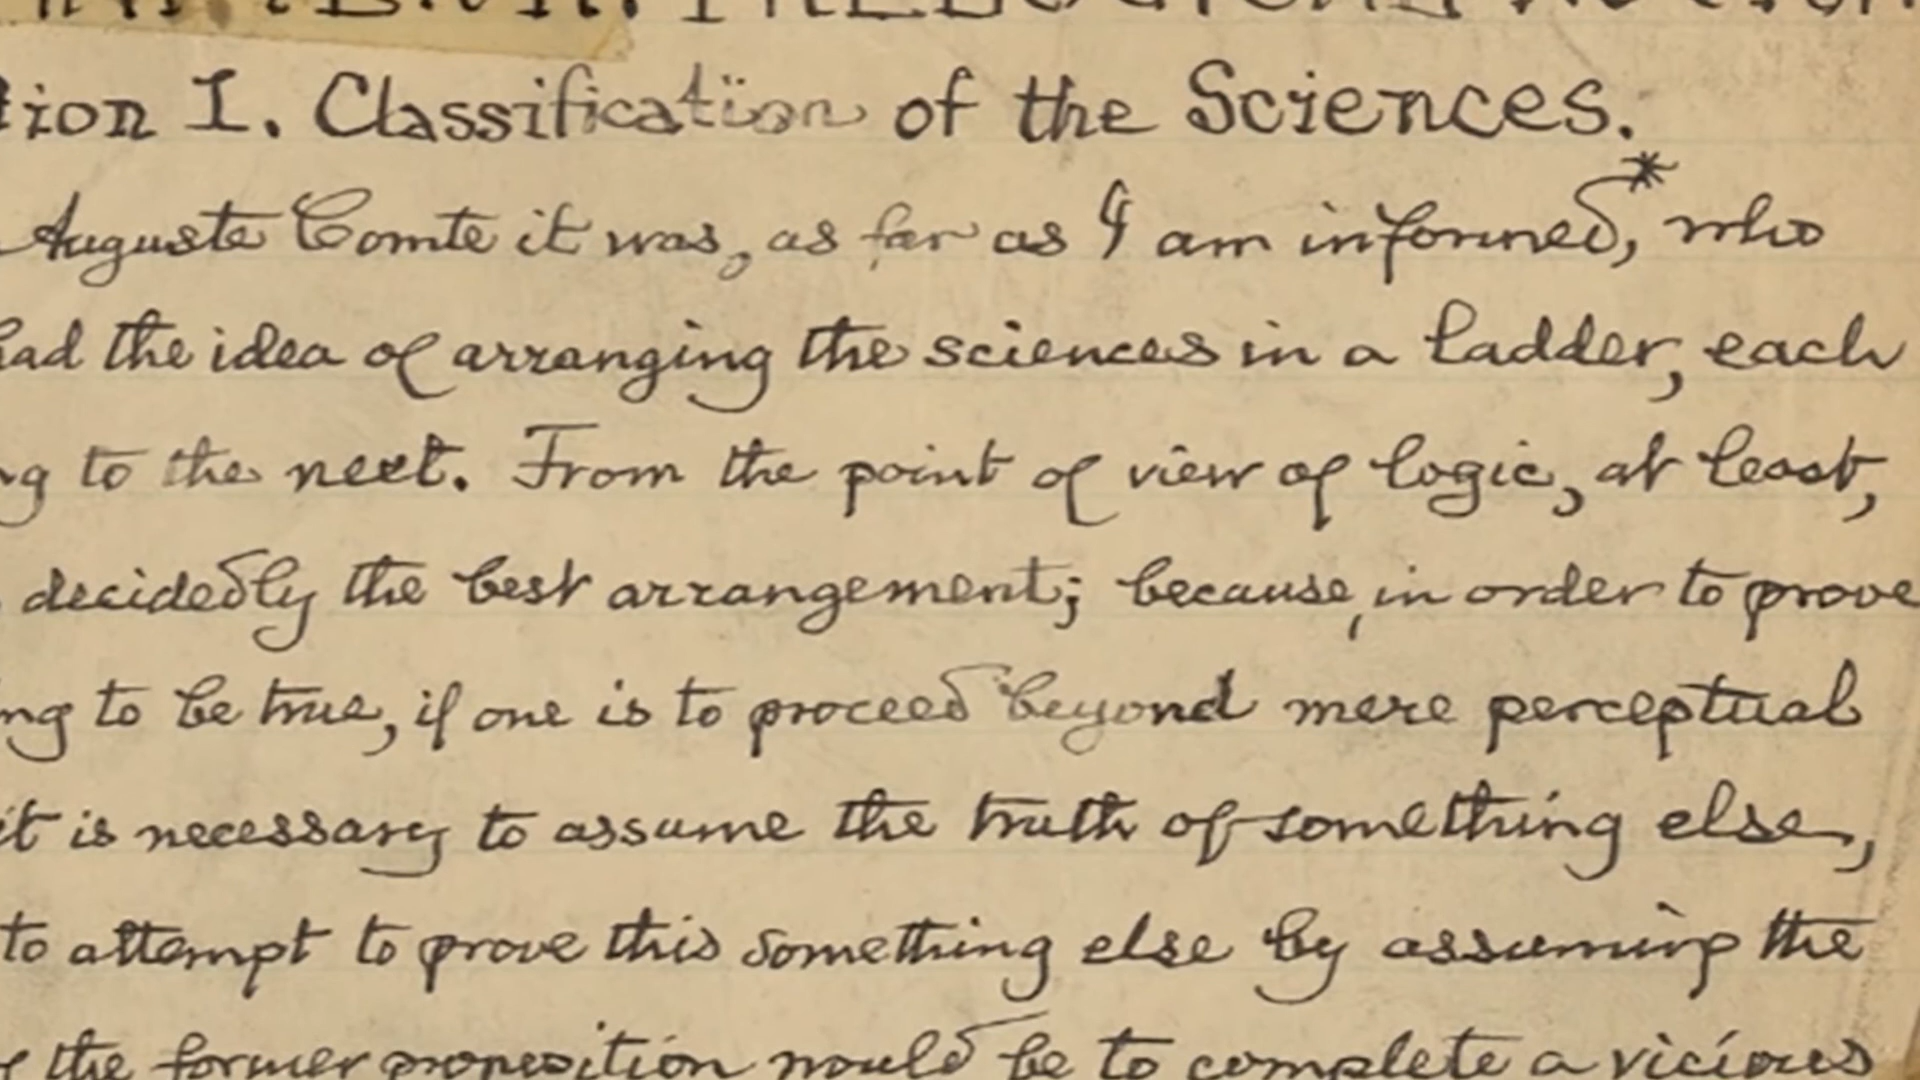 tion I. Classification of the Sciences.
Auguste Comte it was, as far as I am informed,* who
had the idea of arranging the sciences in a ladder, each
ng to the next. From the point of view of logic, at least,
decidedly the best arrangement; because, in order to prove
ng to be true, if one is to proceed beyond mere perceptual
it is necessary to assume the truth of something else,
to attempt to prove this something else by assuming the
the former proposition would be to complete a vicious